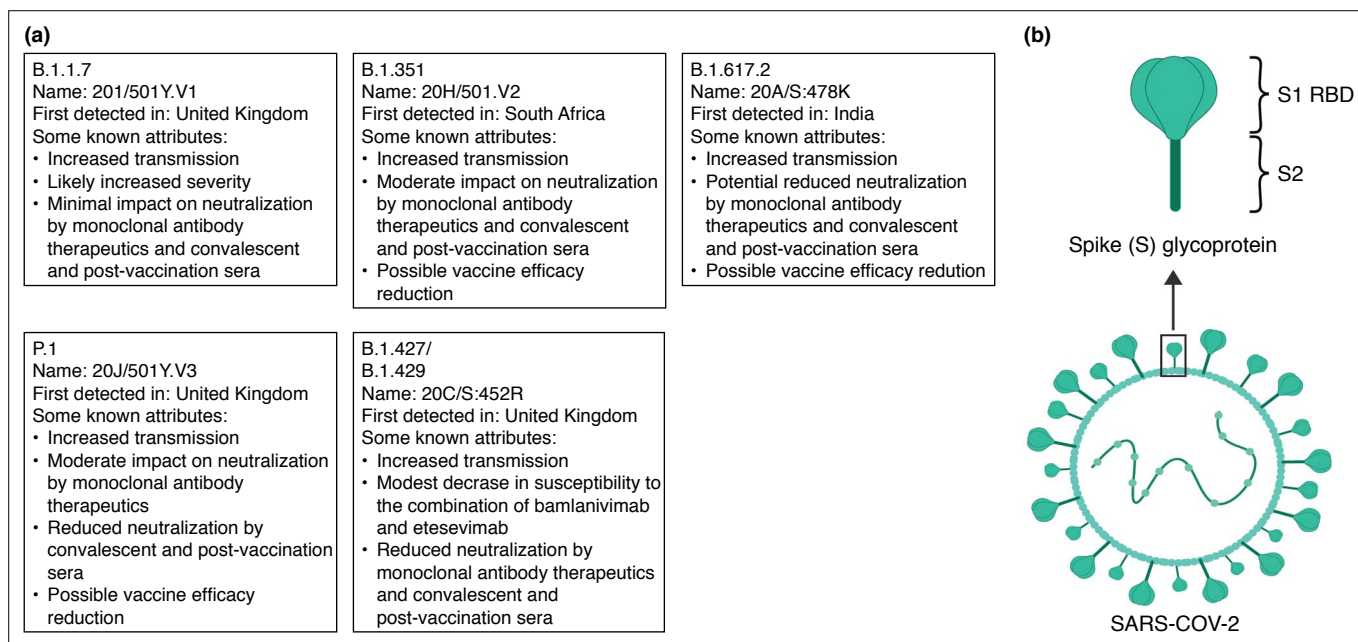 (a)
B.1.1.7
Name: 201/501Y.V1
First detected in: United Kingdom
Some known attributes:
• Increased transmission
• Likely increased severity
• Minimal impact on neutralization
by monoclonal antibody
therapeutics and convalescent
and post-vaccination sera
B.1.351
Name: 20H/501.V2
First detected in: South Africa
Some known attributes:
• Increased transmission
• Moderate impact on neutralization
by monoclonal antibody
therapeutics and convalescent
and post-vaccination sera
• Possible vaccine efficacy
reduction
B.1.617.2
Name: 20A/S:478K
First detected in: India
Some known attributes:
• Increased transmission
• Potential reduced neutralization
by monoclonal antibody
therapeutics and convalescent
and post-vaccination sera
• Possible vaccine efficacy redution
P.1
Name: 20J/501Y.V3
First detected in: United Kingdom
Some known attributes:
• Increased transmission
• Moderate impact on neutralization
by monoclonal antibody
therapeutics
• Reduced neutralization by
convalescent and post-vaccination
sera
• Possible vaccine efficacy
reduction
B.1.427/
B.1.429
Name: 20C/S:452R
First detected in: United Kingdom
Some known attributes:
• Increased transmission
• Modest decrase in susceptibility to
the combination of bamlanivimab
and etesevimab
• Reduced neutralization by
monoclonal antibody therapeutics
and convalescent and
post-vaccination sera
(b)
S1 RBD
S2
Spike (S) glycoprotein
SARS-COV-2